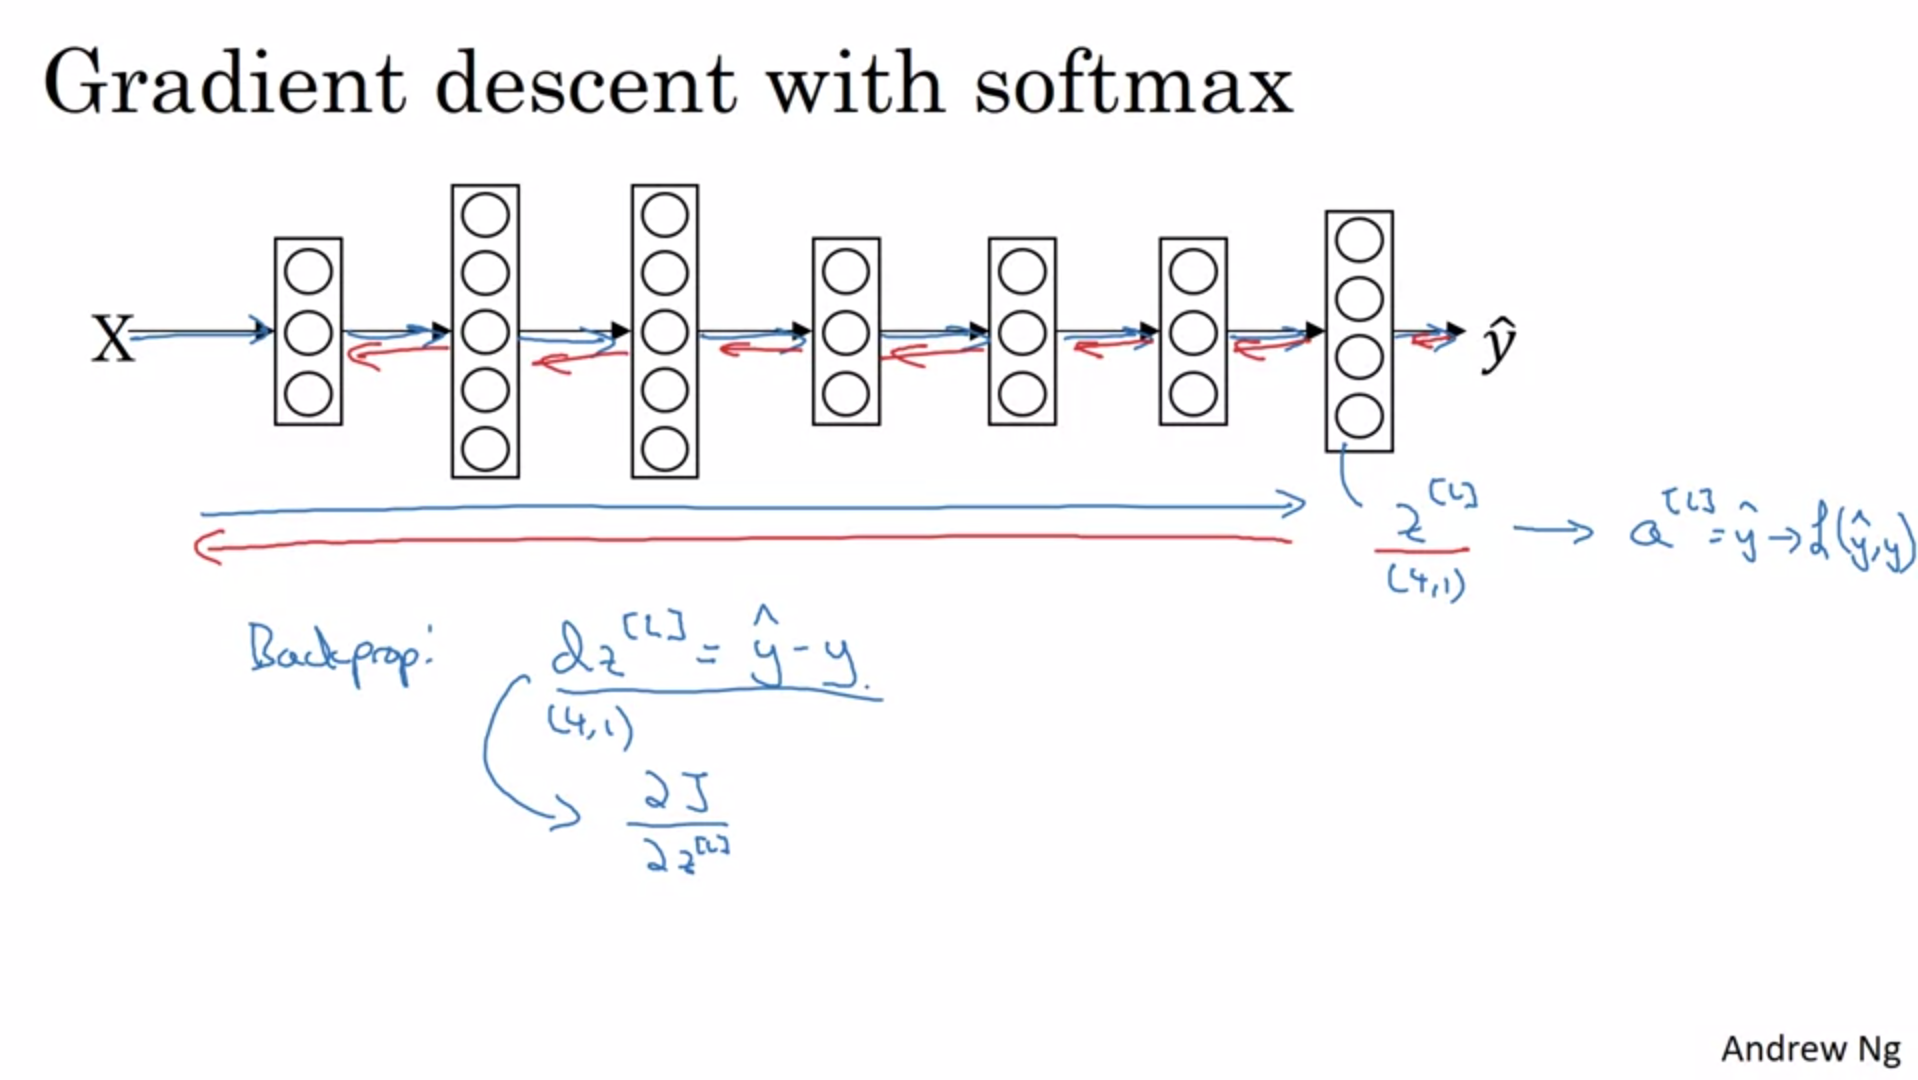 Gradient descent with softmax
X
ŷ
z^[L] → a^[L] = ŷ → ℒ(ŷ, y)
(4,1)
Backprop: dz^[L] = ŷ - y.
(4,1)
∂J
∂z^[L]
Andrew Ng